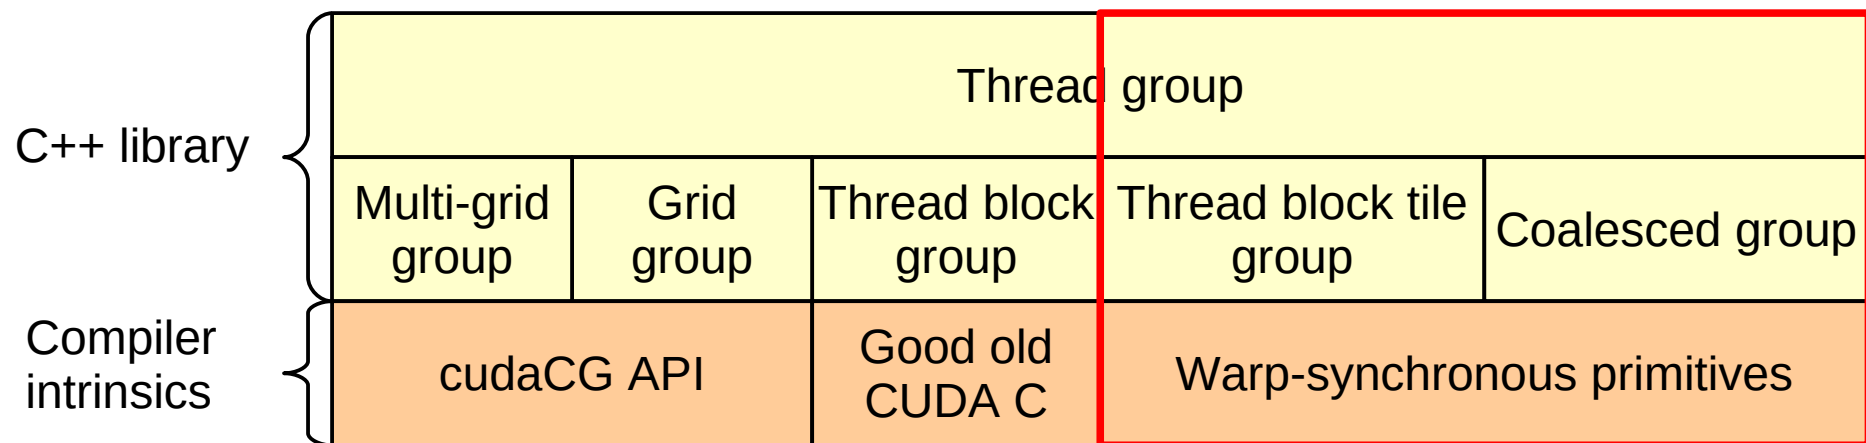 Thread group
C++ library
Multi-grid
group
Grid
group
Thread block
group
Thread block tile
group
Coalesced group
Compiler
intrinsics
cudaCG API
Good old
CUDA C
Warp-synchronous primitives